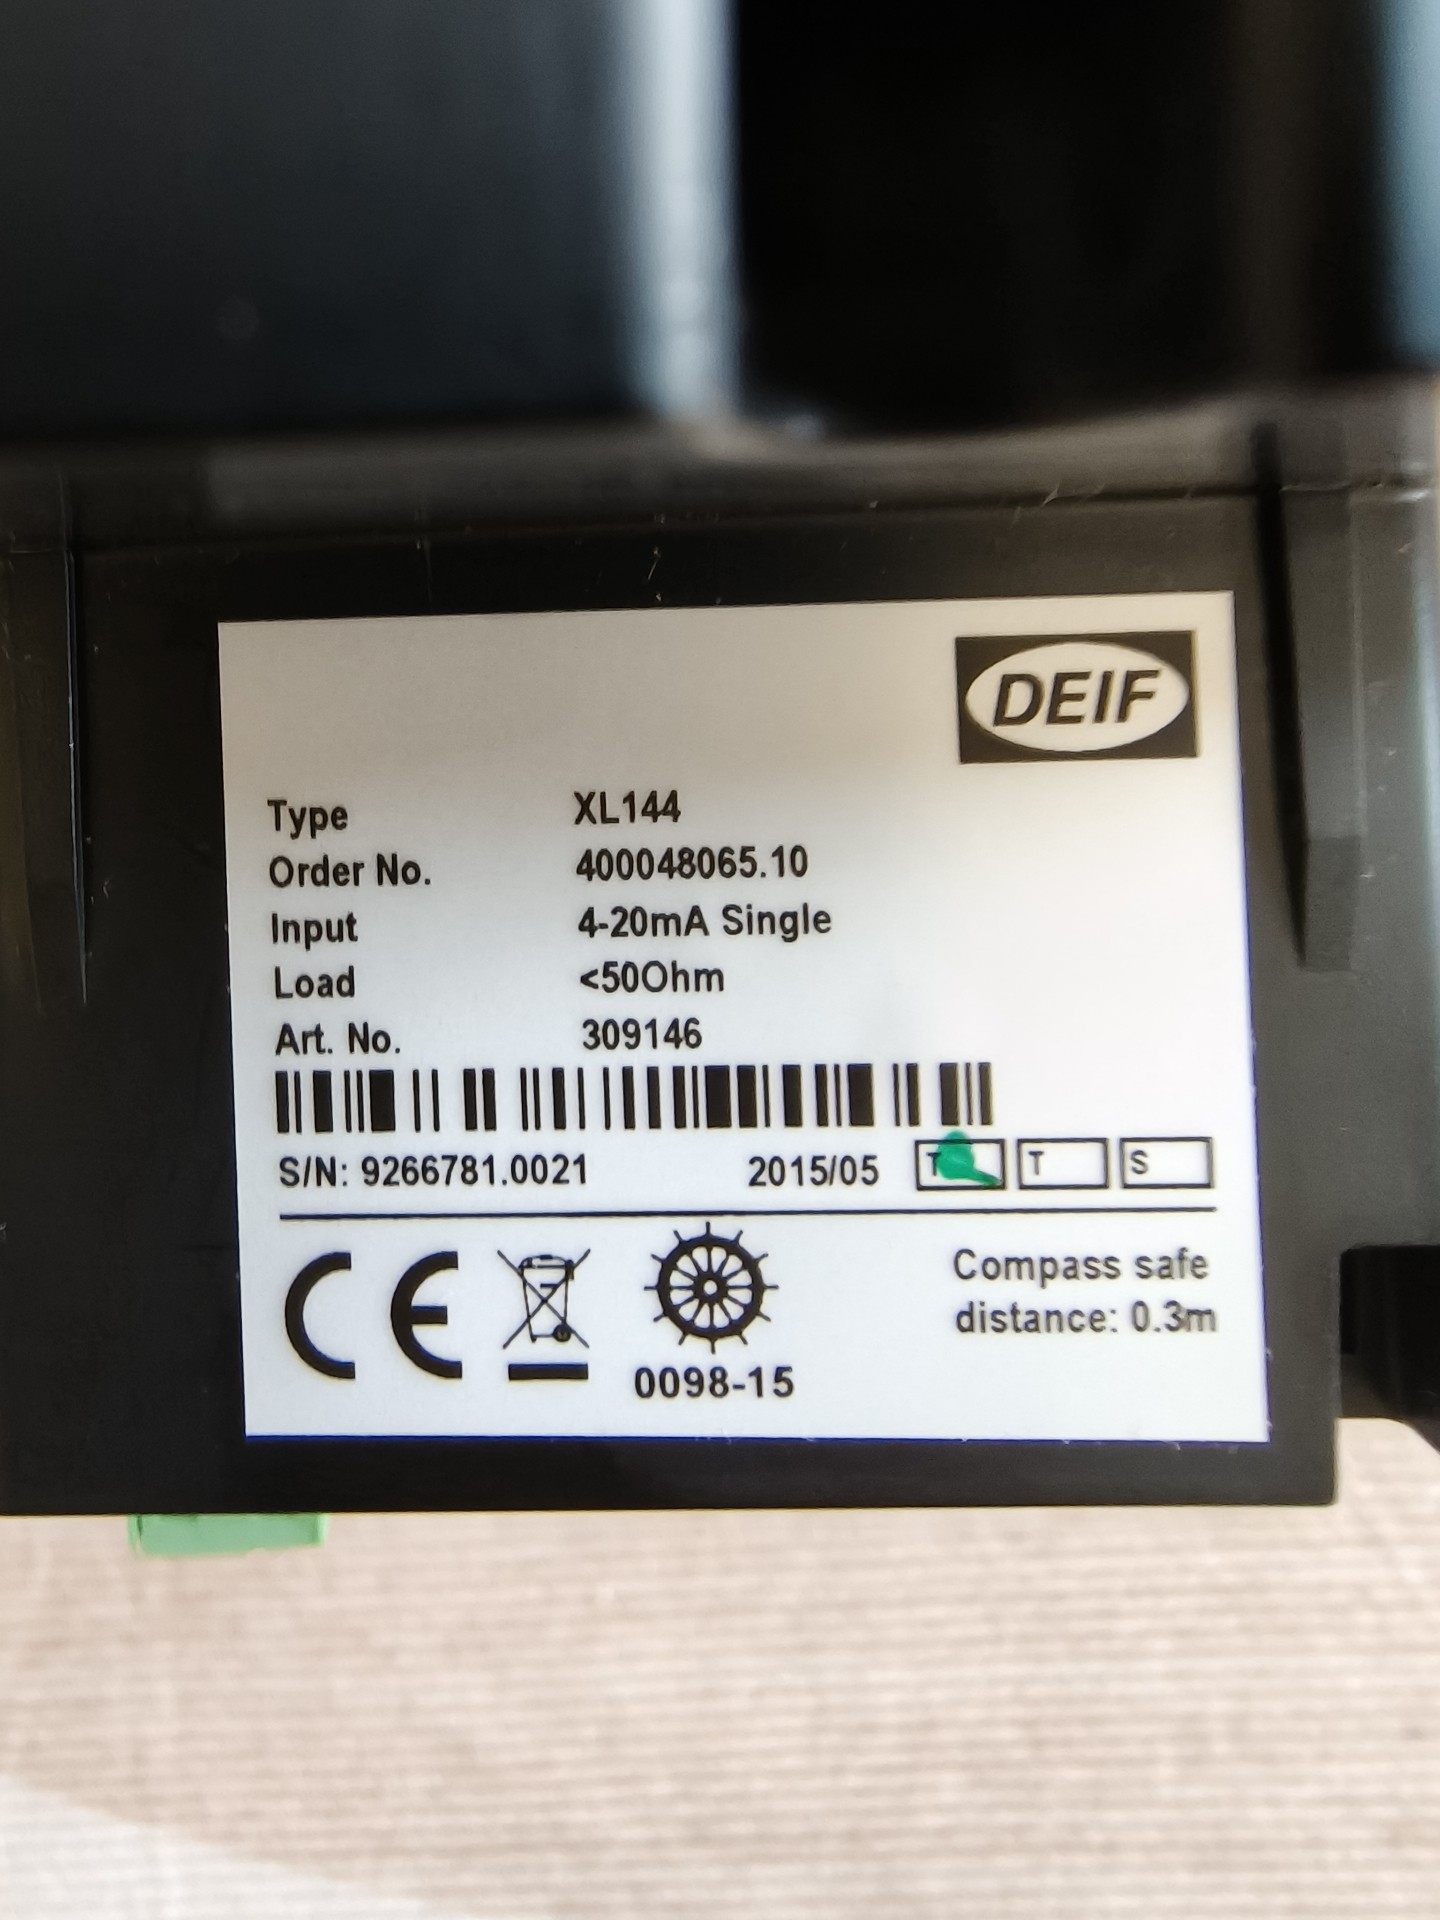 DEIF
Type XL144
Order No. 400048065.10
Input 4-20mA Single
Load <50Ohm
Art. No. 309146
S/N: 9266781.0021 2015/05 T T S
CE
0098-15
Compass safe
distance: 0.3m